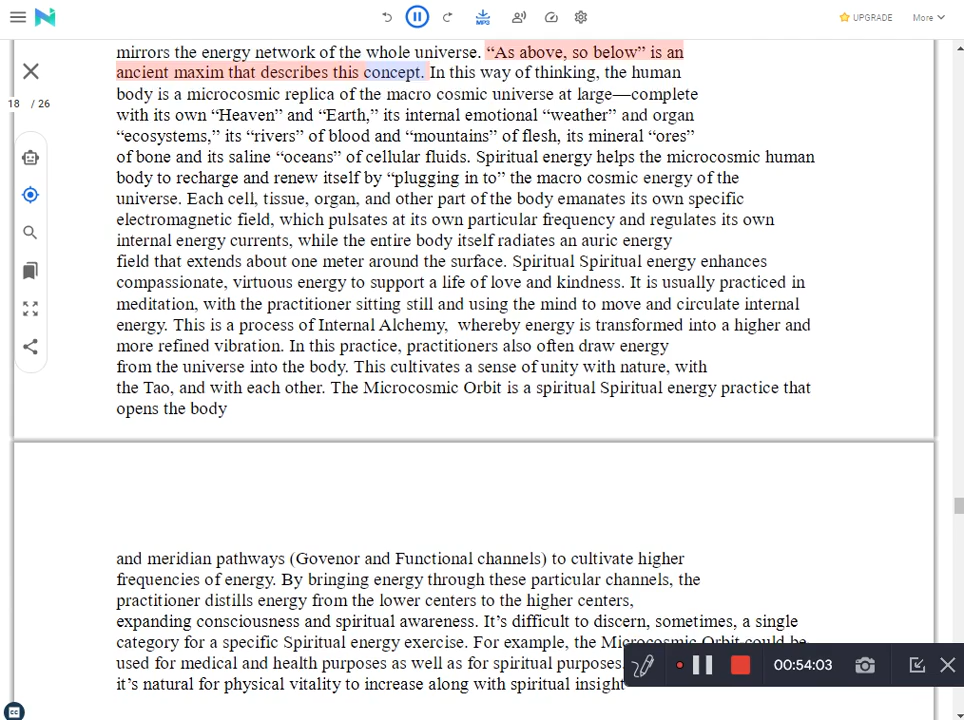 MP3
UPGRADE
More
mirrors the energy network of the whole universe. “As above, so below” is an
ancient maxim that describes this concept. In this way of thinking, the human
18 / 26
body is a microcosmic replica of the macro cosmic universe at large—complete
with its own “Heaven” and “Earth,” its internal emotional “weather” and organ
“ecosystems,” its “rivers” of blood and “mountains” of flesh, its mineral “ores”
of bone and its saline “oceans” of cellular fluids. Spiritual energy helps the microcosmic human
body to recharge and renew itself by “plugging in to” the macro cosmic energy of the
universe. Each cell, tissue, organ, and other part of the body emanates its own specific
electromagnetic field, which pulsates at its own particular frequency and regulates its own
internal energy currents, while the entire body itself radiates an auric energy
field that extends about one meter around the surface. Spiritual Spiritual energy enhances
compassionate, virtuous energy to support a life of love and kindness. It is usually practiced in
meditation, with the practitioner sitting still and using the mind to move and circulate internal
energy. This is a process of Internal Alchemy, whereby energy is transformed into a higher and
more refined vibration. In this practice, practitioners also often draw energy
from the universe into the body. This cultivates a sense of unity with nature, with
the Tao, and with each other. The Microcosmic Orbit is a spiritual Spiritual energy practice that
opens the body
and meridian pathways (Govenor and Functional channels) to cultivate higher
frequencies of energy. By bringing energy through these particular channels, the
practitioner distills energy from the lower centers to the higher centers,
expanding consciousness and spiritual awareness. It’s difficult to discern, sometimes, a single
category for a specific Spiritual energy exercise. For example, the Microcosmic Orbit could be
used for medical and health purposes as well as for spiritual purposes.
00:54:03
it’s natural for physical vitality to increase along with spiritual insight
CC